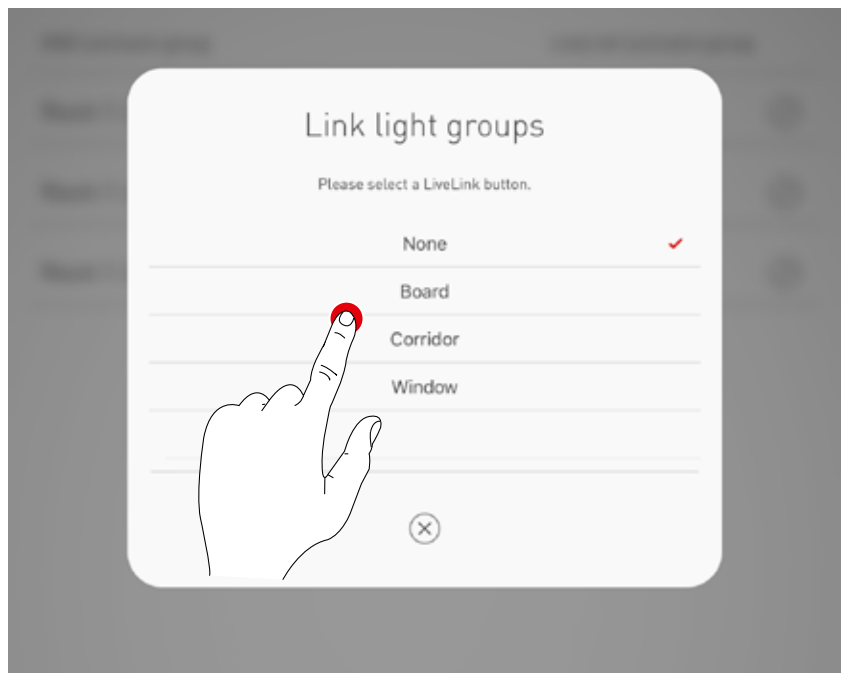 Link light groups
Please select a LiveLink button.
None
Board
Corridor
Window